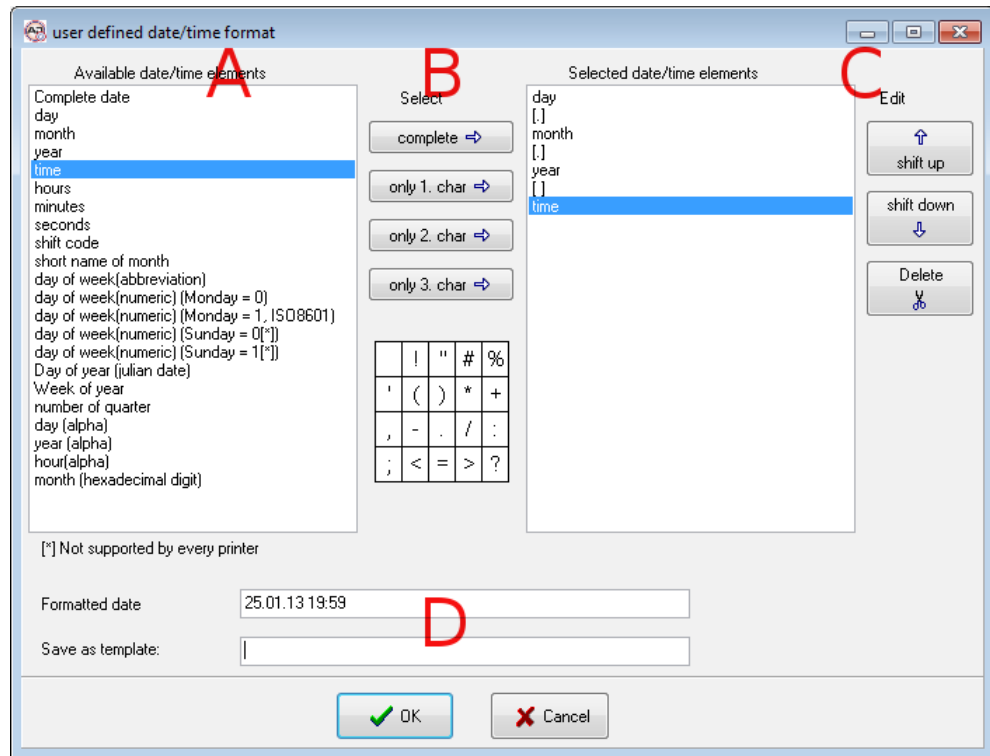 user defined date/time format
A
B
C
Available date/time elements
Select
Selected date/time elements
Edit
Complete date
day
month
year
time
hours
minutes
seconds
shift code
short name of month
day of week(abbreviation)
day of week(numeric) (Monday = 0)
day of week(numeric) (Monday = 1, ISO8601)
day of week(numeric) (Sunday = 0[*])
day of week(numeric) (Sunday = 1[*])
Day of year (julian date)
Week of year
number of quarter
day (alpha)
year (alpha)
hour(alpha)
month (hexadecimal digit)
complete
only 1. char
only 2. char
only 3. char
! " # %
' ( ) * +
, - . / :
; < = > ?
day
[.]
month
[.]
year
[ ]
time
shift up
shift down
Delete
[*] Not supported by every printer
Formatted date
25.01.13 19:59
D
Save as template:
OK
Cancel